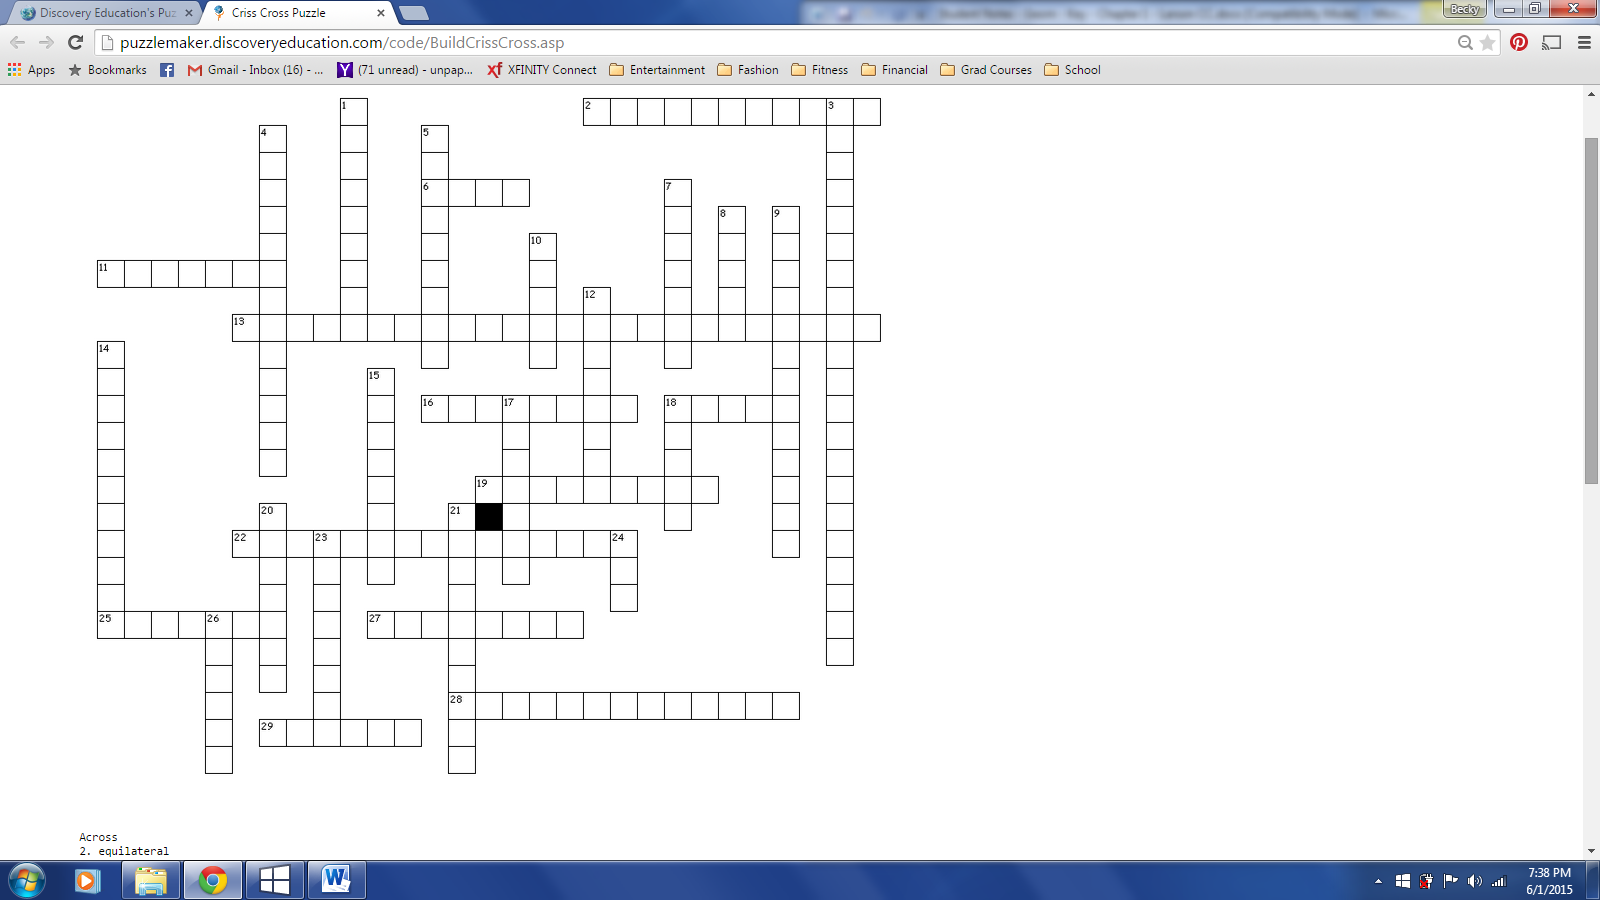 Discovery Education's Puz
Criss Cross Puzzle
Becky
puzzlemaker.discoveryeducation.com/code/BuildCrissCross.asp
Apps
Bookmarks
Gmail - Inbox (16) - ...
(71 unread) - unpap...
XFINITY Connect
Entertainment
Fashion
Fitness
Financial
Grad Courses
School
1
2
3
4
5
6
7
8
9
10
11
12
13
14
15
16
17
18
19
20
21
22
23
24
25
26
27
28
29
Across
2. equilateral
7:38 PM
6/1/2015